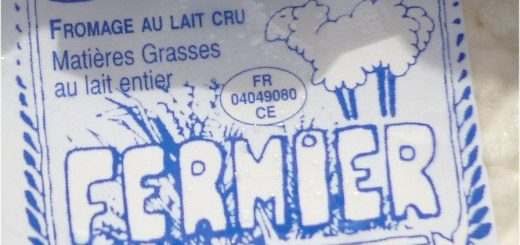 FROMAGE AU LAIT CRU
Matières Grasses
au lait entier
FR
04049080
CE
FERMIER